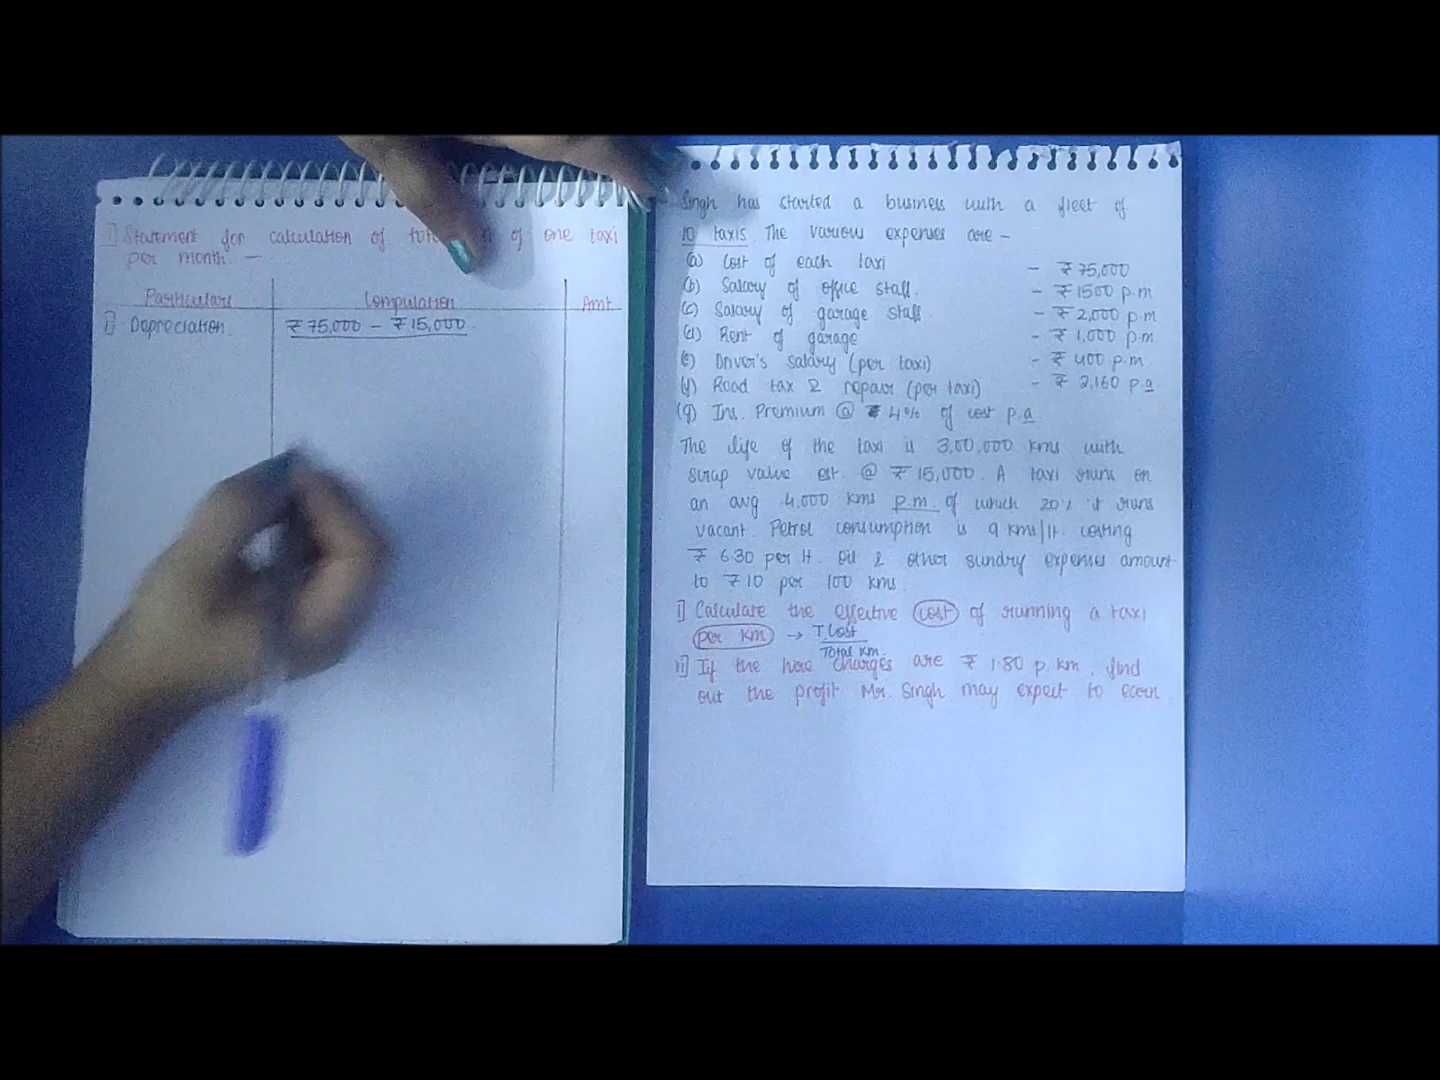 i] Statement for calculation of of one taxi
per month. —
Particulars Computation Amt
i] Depreciation. ₹ 75,000 – ₹ 15,000.
Singh has started a business with a fleet of
10 taxis. The various expenses are –
(a) Cost of each taxi – ₹ 75,000
(b) Salary of office staff. – ₹ 1500 p.m
(c) Salary of garage staff. – ₹ 2,000 p.m
(d) Rent of garage – ₹ 1,000 p.m.
(e) Driver's salary (per taxi) – ₹ 400 p.m.
(f) Road tax & repair (per taxi) – ₹ 2,160 p.a
(g) Ins. Premium @ 4% of cost p.a
The life of the taxi is 3,00,000 kms with
scrap value est. @ ₹ 15,000. A taxi runs on
an avg 4,000 kms p.m. of which 20% it runs
vacant. Petrol consumption is 9 kms/lt. costing
₹ 6.30 per lt. Oil & other sundry expenses amount
to ₹ 10 per 100 kms.
i] Calculate the effective cost of running a taxi
per km → T.Cost
Total Km.
ii] If the hire charges are ₹ 1.80 p. km, find
out the profit Mr. Singh may expect to earn.